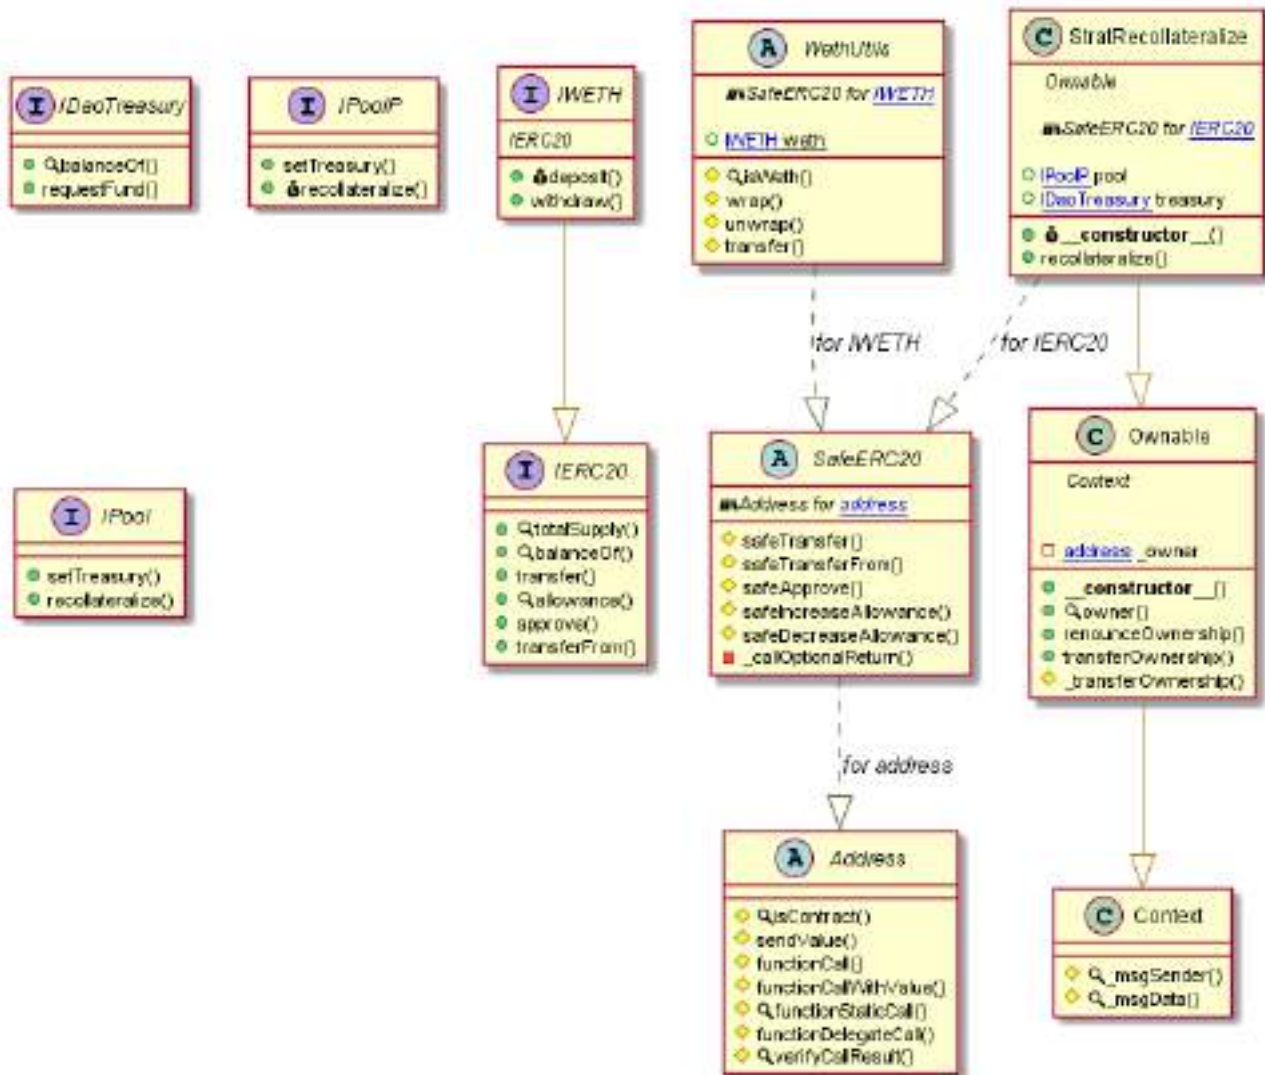 I IDaoTreasury
balanceOf()
requestFund()
I IPoolP
setTreasury()
recollateralize()
I IWETH
IERC20
deposit()
withdraw()
A WethUtils
SafeERC20 for IWETH
IWETH weth
isWeth()
wrap()
unwrap()
transfer()
C StratRecollateralize
Ownable
SafeERC20 for IERC20
IPoolP pool
IDaoTreasury treasury
__constructor__()
recollateralize()
for IWETH
for IERC20
I IPool
setTreasury()
recollateralize()
I IERC20
totalSupply()
balanceOf()
transfer()
allowance()
approve()
transferFrom()
A SafeERC20
Address for address
safeTransfer()
safeTransferFrom()
safeApprove()
safeIncreaseAllowance()
safeDecreaseAllowance()
_callOptionalReturn()
C Ownable
Context
address _owner
__constructor__()
owner()
renounceOwnership()
transferOwnership()
_transferOwnership()
for address
A Address
isContract()
sendValue()
functionCall()
functionCallWithValue()
functionStaticCall()
functionDelegateCall()
verifyCallResult()
C Context
_msgSender()
_msgData()